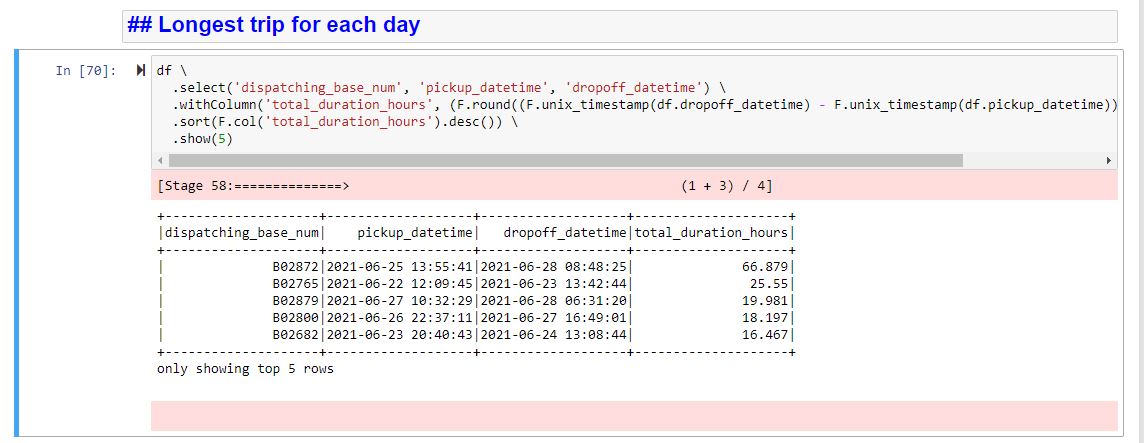 ## Longest trip for each day
In [70]:
df \
.select('dispatching_base_num', 'pickup_datetime', 'dropoff_datetime') \
.withColumn('total_duration_hours', (F.round((F.unix_timestamp(df.dropoff_datetime) - F.unix_timestamp(df.pickup_datetime))
.sort(F.col('total_duration_hours').desc()) \
.show(5)
[Stage 58:==============> (1 + 3) / 4]
+--------------------+-------------------+-------------------+--------------------+
|dispatching_base_num|    pickup_datetime|   dropoff_datetime|total_duration_hours|
+--------------------+-------------------+-------------------+--------------------+
|              B02872|2021-06-25 13:55:41|2021-06-28 08:48:25|              66.879|
|              B02765|2021-06-22 12:09:45|2021-06-23 13:42:44|               25.55|
|              B02879|2021-06-27 10:32:29|2021-06-28 06:31:20|              19.981|
|              B02800|2021-06-26 22:37:11|2021-06-27 16:49:01|              18.197|
|              B02682|2021-06-23 20:40:43|2021-06-24 13:08:44|              16.467|
+--------------------+-------------------+-------------------+--------------------+
only showing top 5 rows